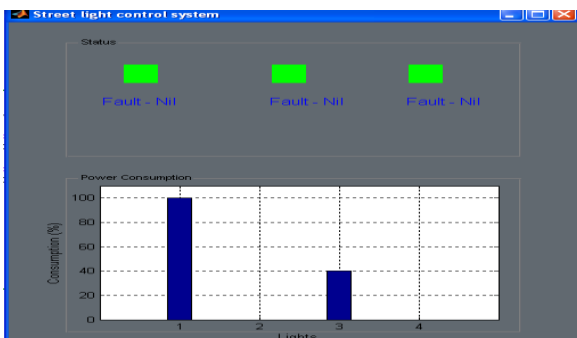 Street light control system
Status
Fault - Nil Fault - Nil Fault - Nil
Power Consumption
100
80
60
40
20
0
Consumption (%)
1 2 3 4
Lights